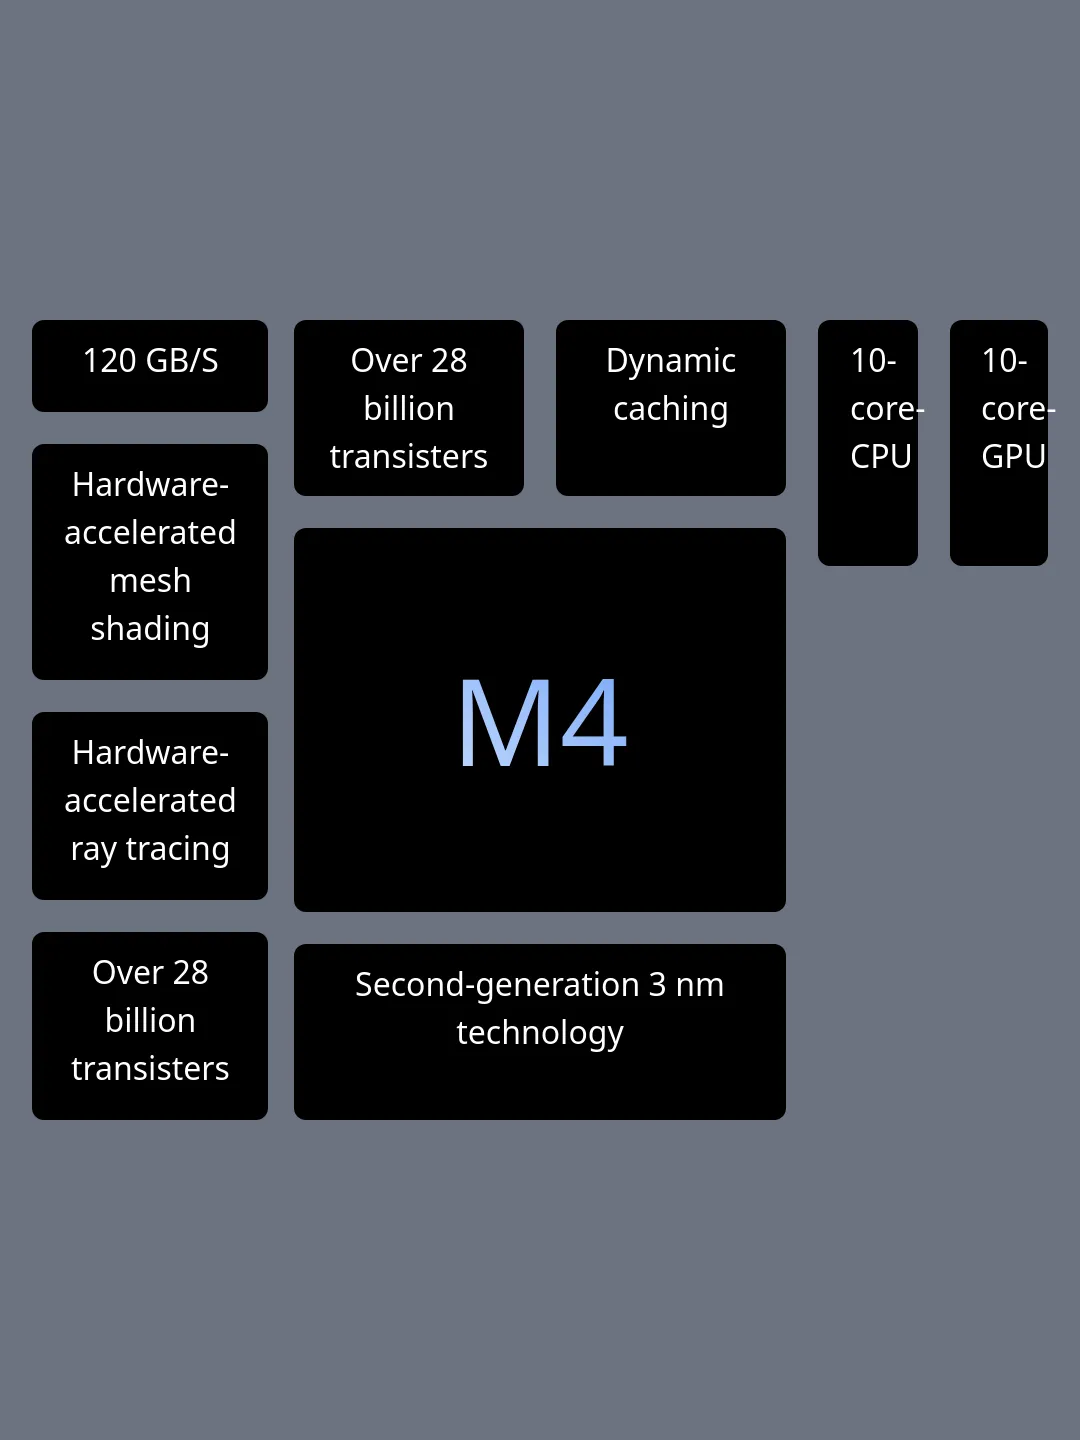 120 GB/S
Hardware-
accelerated
mesh
shading
Hardware-
accelerated
ray tracing
Over 28
billion
transisters
Over 28
billion
transisters
Dynamic
caching
M4
Second-generation 3 nm
technology
10-
core-
CPU
10-
core-
GPU